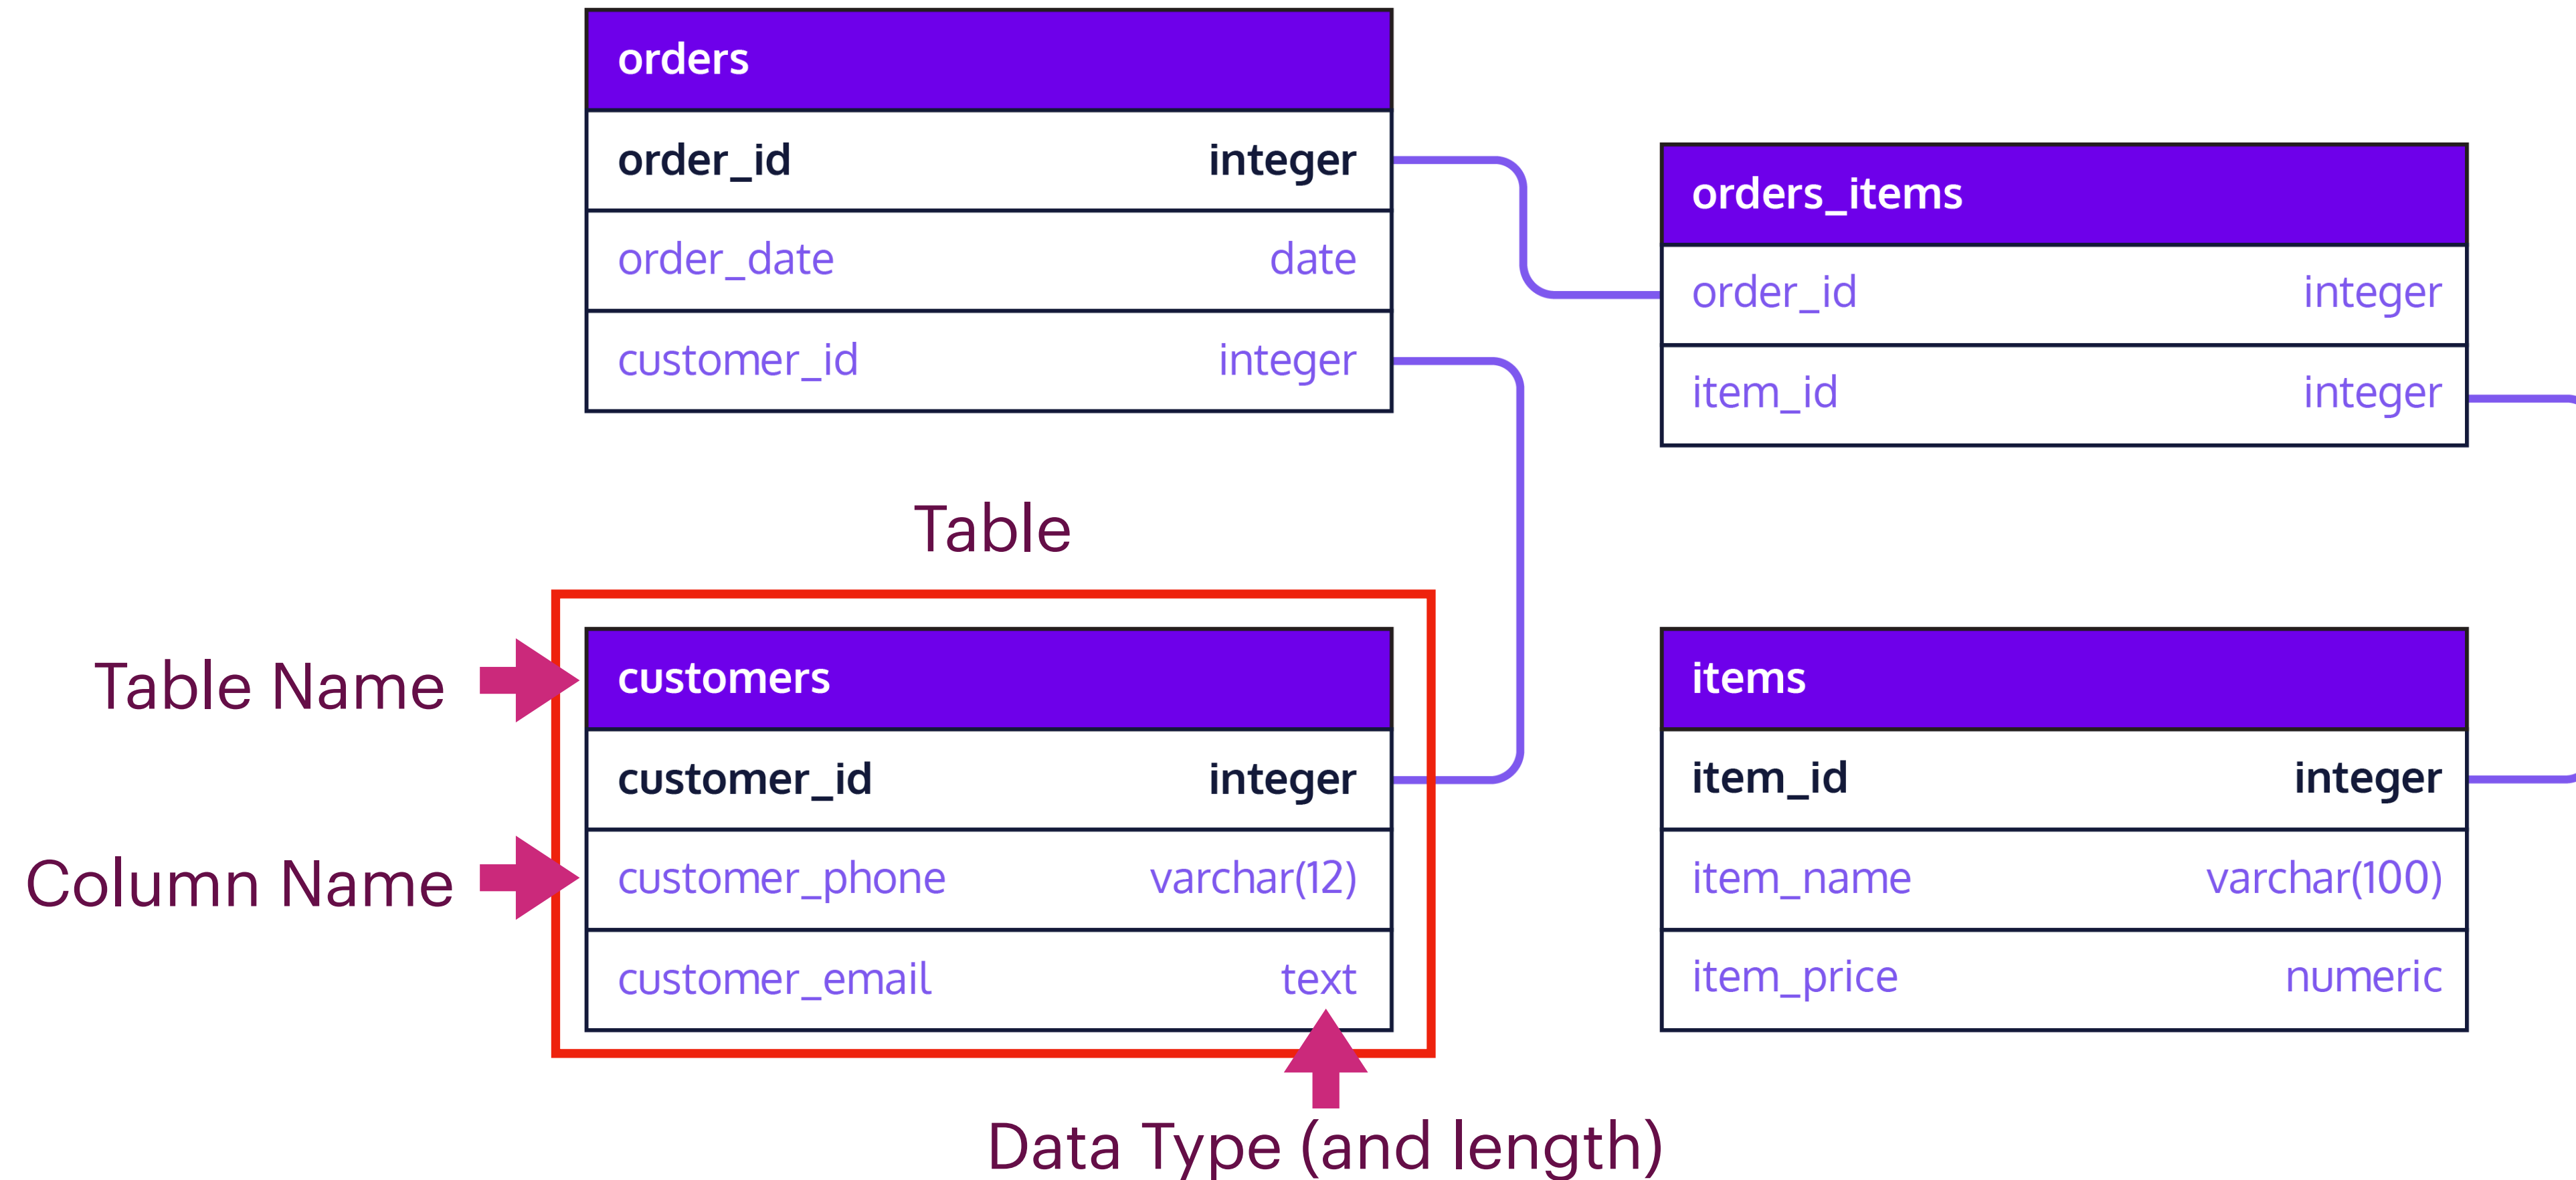 orders
order_id integer
order_date date
customer_id integer
orders_items
order_id integer
item_id integer
Table
Table Name
customers
customer_id integer
Column Name
customer_phone varchar(12)
customer_email text
Data Type (and length)
items
item_id integer
item_name varchar(100)
item_price numeric